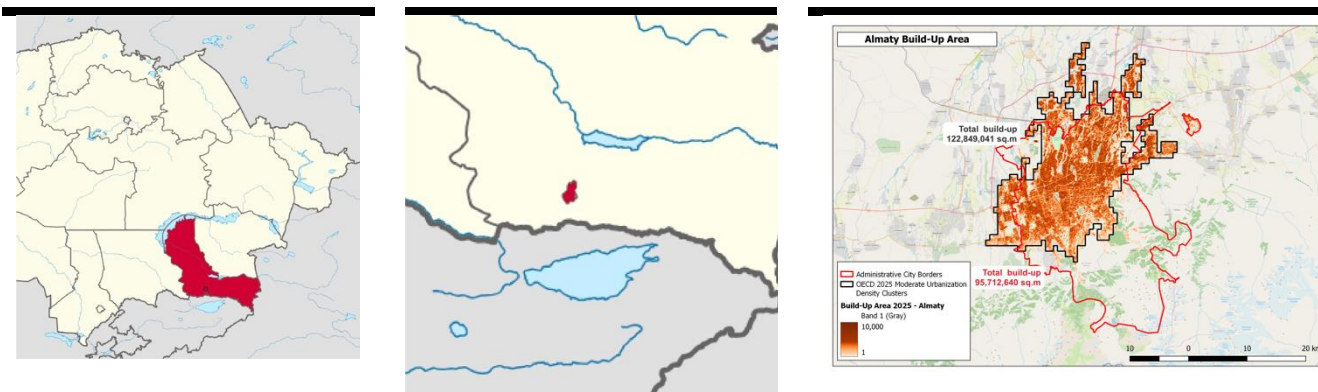 Almaty Build-Up Area
Total build-up
122,849,041 sq.m
Total build-up
95,712,640 sq.m
Administrative City Borders
OECD 2025 Moderate Urbanization
Density Clusters
Build-Up Area 2025 - Almaty
Band 1 (Gray)
10,000
1
10 0 10 20 km